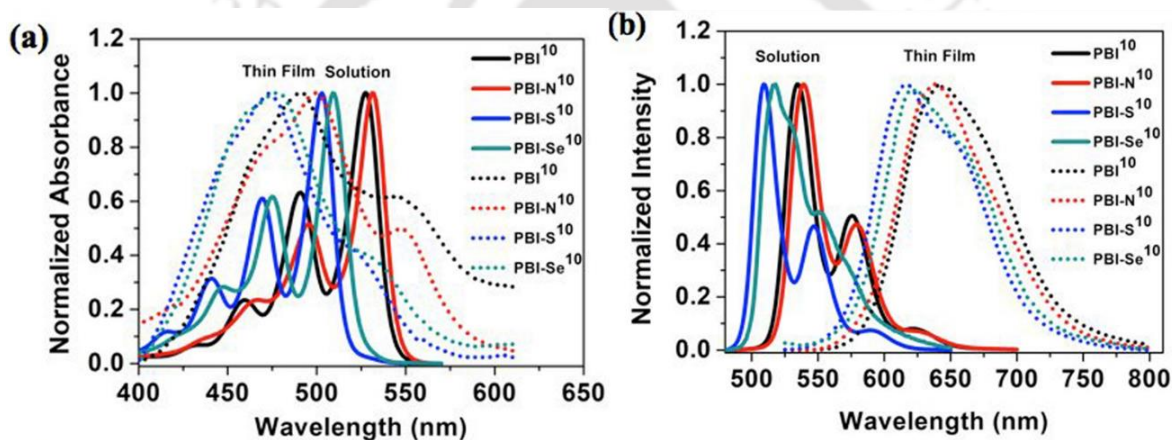 (a)
1.2
1.0
0.8
0.6
0.4
0.2
0.0
Normalized Absorbance
Thin Film Solution
PBI¹⁰
PBI-N¹⁰
PBI-S¹⁰
PBI-Se¹⁰
PBI¹⁰
PBI-N¹⁰
PBI-S¹⁰
PBI-Se¹⁰
400 450 500 550 600 650
Wavelength (nm)
(b)
1.2
1.0
0.8
0.6
0.4
0.2
0.0
Normalized Intensity
Solution Thin Film
PBI¹⁰
PBI-N¹⁰
PBI-S¹⁰
PBI-Se¹⁰
PBI¹⁰
PBI-N¹⁰
PBI-S¹⁰
PBI-Se¹⁰
500 550 600 650 700 750 800
Wavelength (nm)